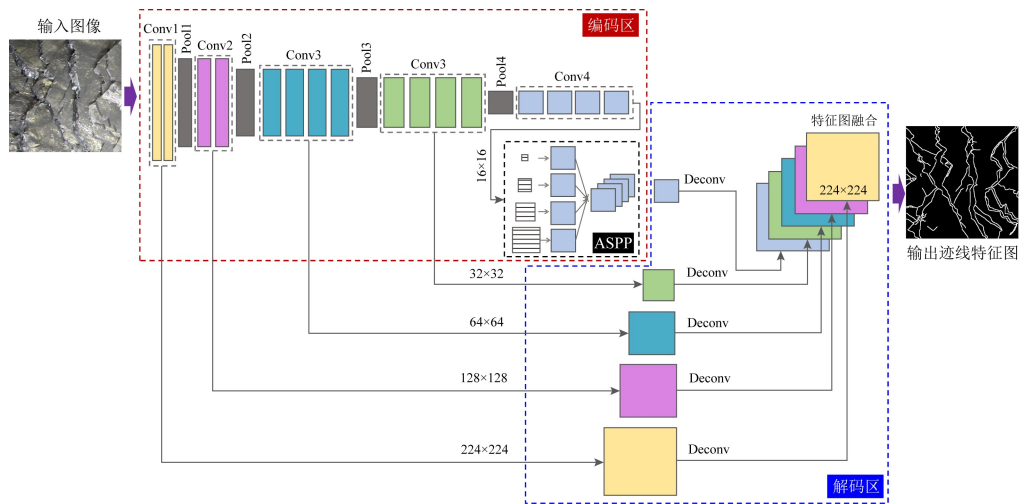 输入图像
Conv1
Pool1
Conv2
Pool2
Conv3
Pool3
Conv3
Pool4
Conv4
编码区
16×16
ASPP
特征图融合
224×224
Deconv
输出迹线特征图
32×32
Deconv
64×64
Deconv
128×128
Deconv
224×224
Deconv
解码区